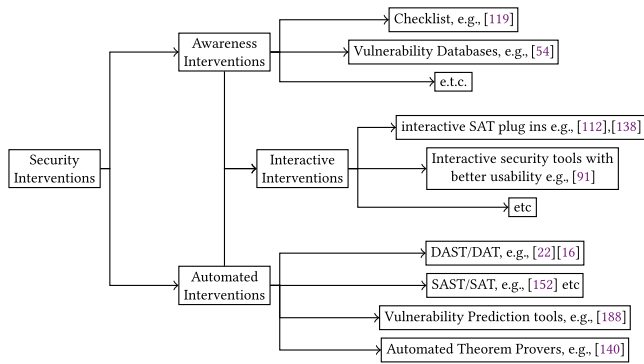 Security
Interventions
Awareness
Interventions
Checklist, e.g., [119]
Vulnerability Databases, e.g., [54]
e.t.c.
Interactive
Interventions
interactive SAT plug ins e.g., [112],[138]
Interactive security tools with
better usability e.g., [91]
etc
Automated
Interventions
DAST/DAT, e.g., [22][16]
SAST/SAT, e.g., [152] etc
Vulnerability Prediction tools, e.g., [188]
Automated Theorem Provers, e.g., [140]